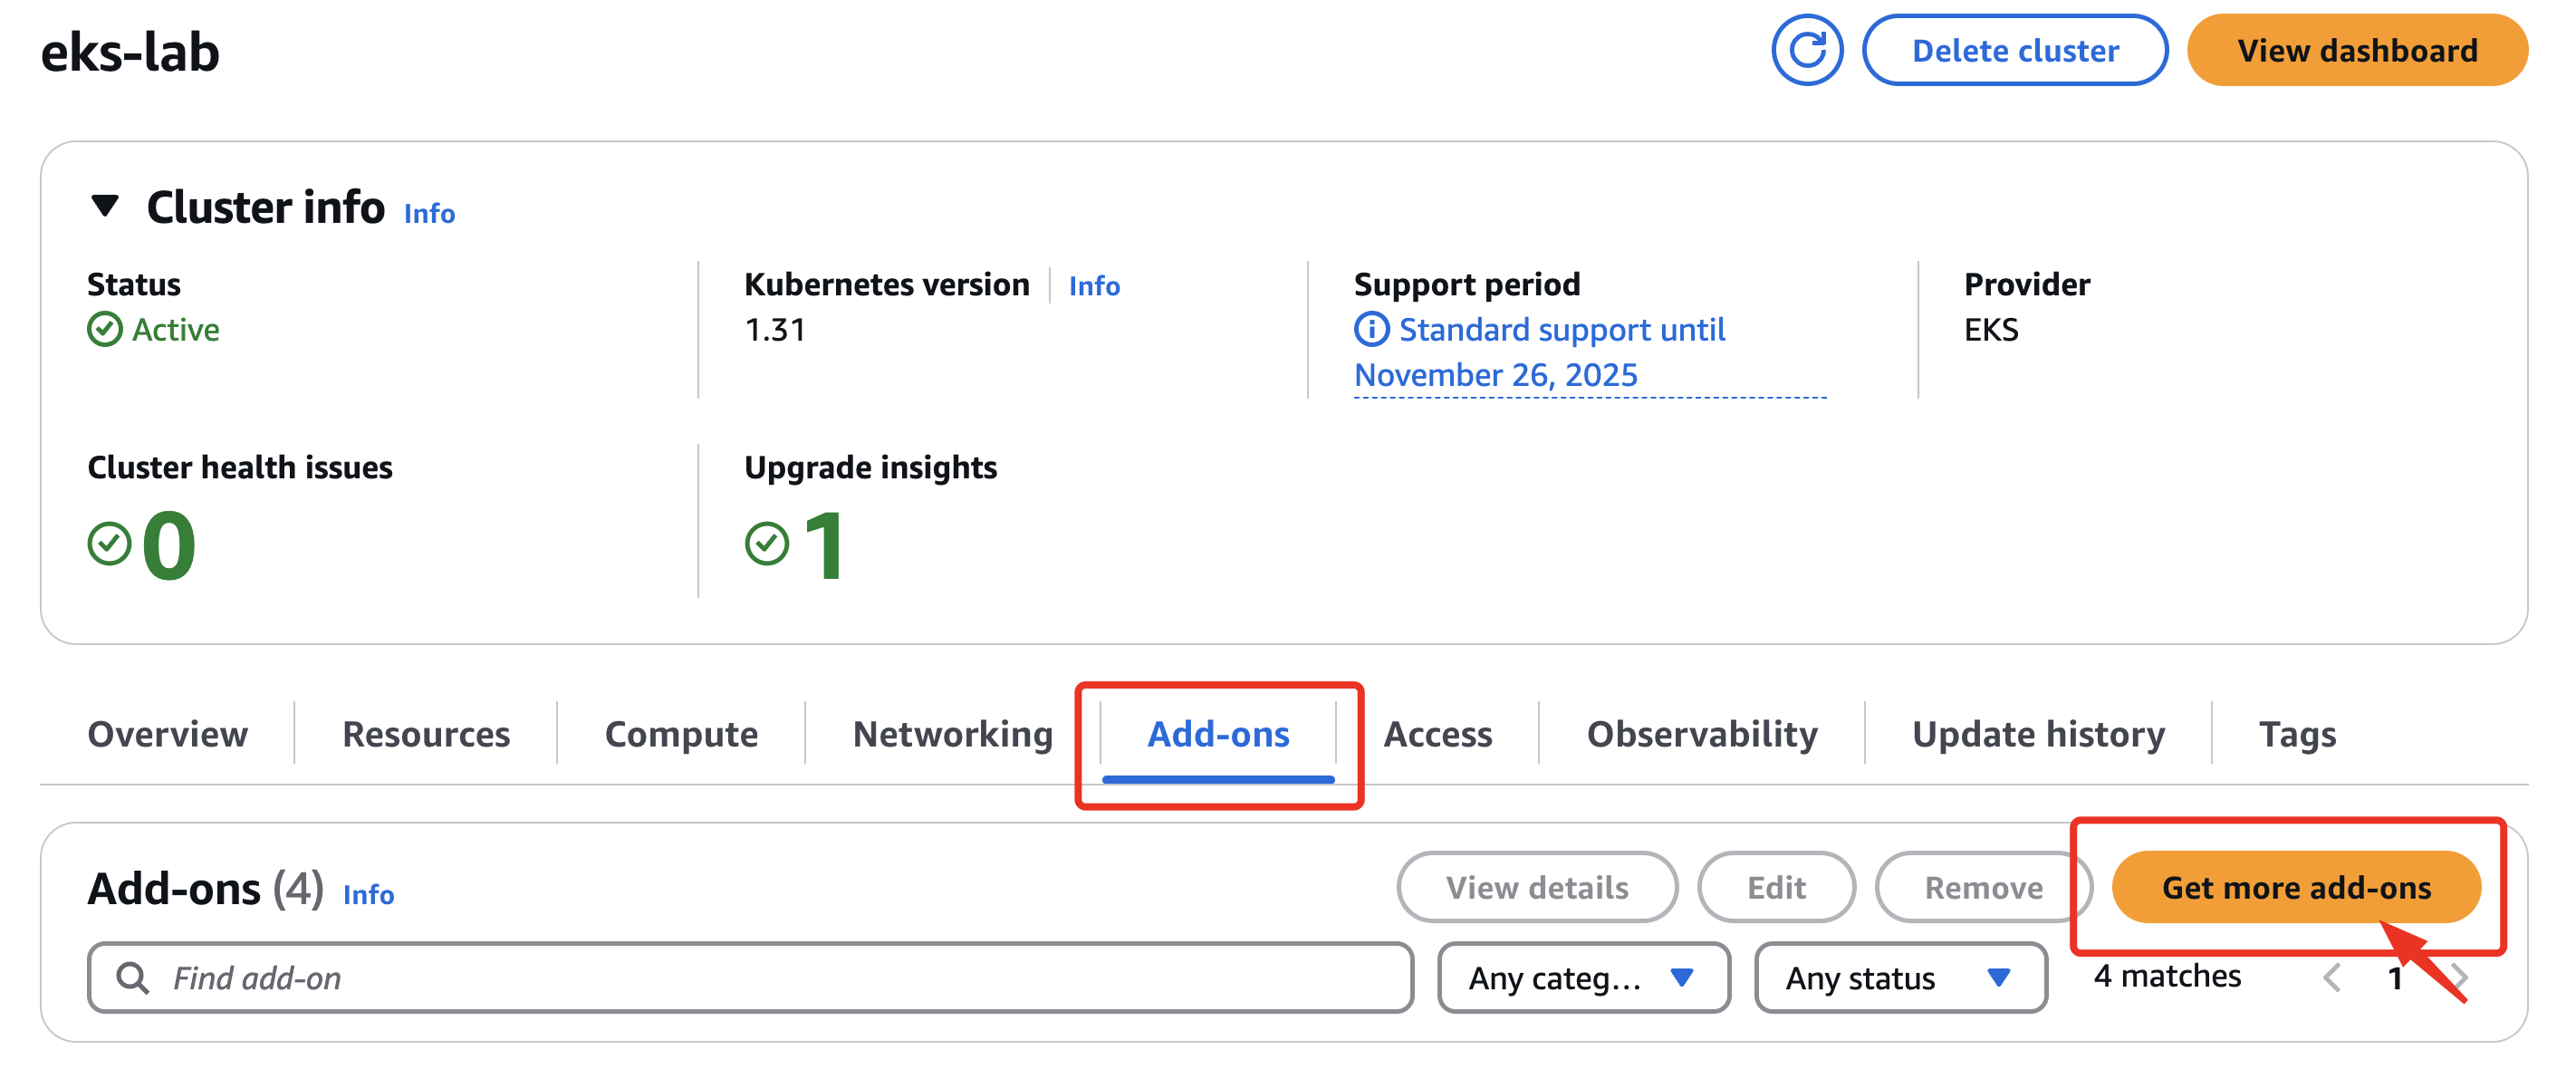 eks-lab
Delete cluster
View dashboard
Cluster info Info
Status
Active
Kubernetes version Info
1.31
Support period
Standard support until
November 26, 2025
Provider
EKS
Cluster health issues
0
Upgrade insights
1
Overview Resources Compute Networking Add-ons Access Observability Update history Tags
Add-ons (4) Info
View details Edit Remove Get more add-ons
Find add-on
Any categ...
Any status
4 matches
1